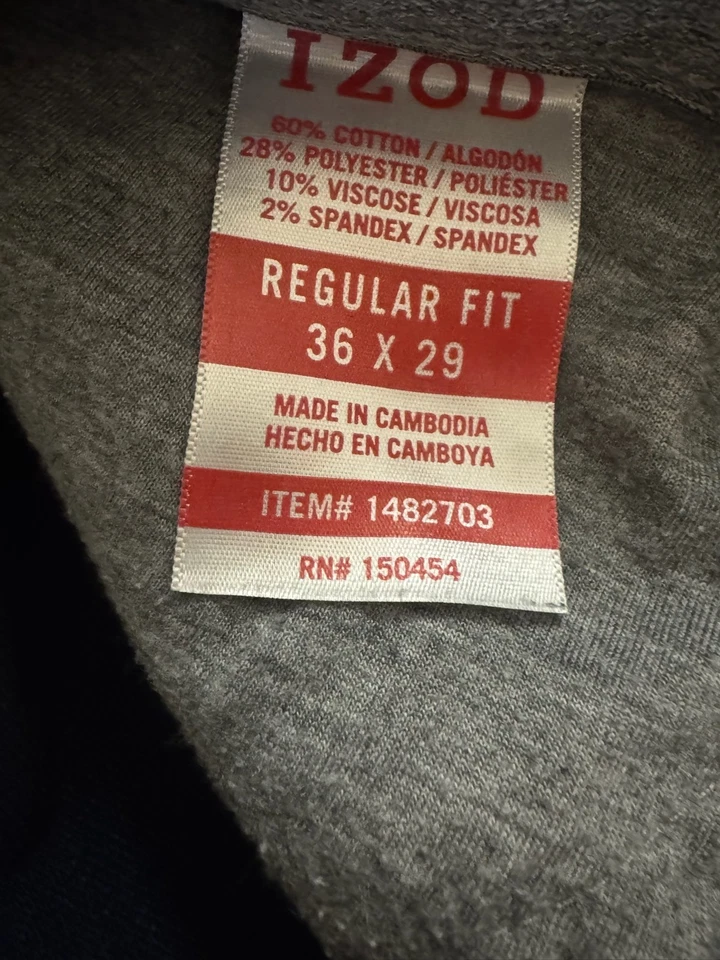 IZOD
60% COTTON / ALGODÓN
28% POLYESTER / POLIÉSTER
10% VISCOSE / VISCOSA
2% SPANDEX / SPANDEX
REGULAR FIT
36 X 29
MADE IN CAMBODIA
HECHO EN CAMBOYA
ITEM# 1482703
RN# 150454